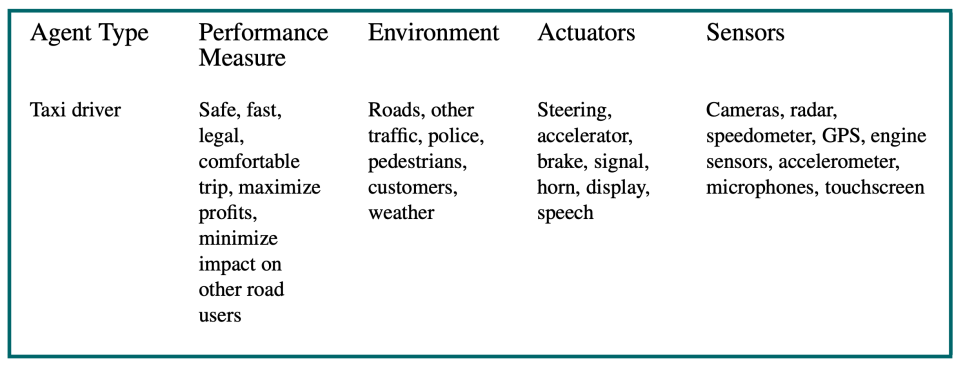 Agent Type
Performance
Measure
Environment
Actuators
Sensors
Taxi driver
Safe, fast,
legal,
comfortable
trip, maximize
profits,
minimize
impact on
other road
users
Roads, other
traffic, police,
pedestrians,
customers,
weather
Steering,
accelerator,
brake, signal,
horn, display,
speech
Cameras, radar,
speedometer, GPS, engine
sensors, accelerometer,
microphones, touchscreen